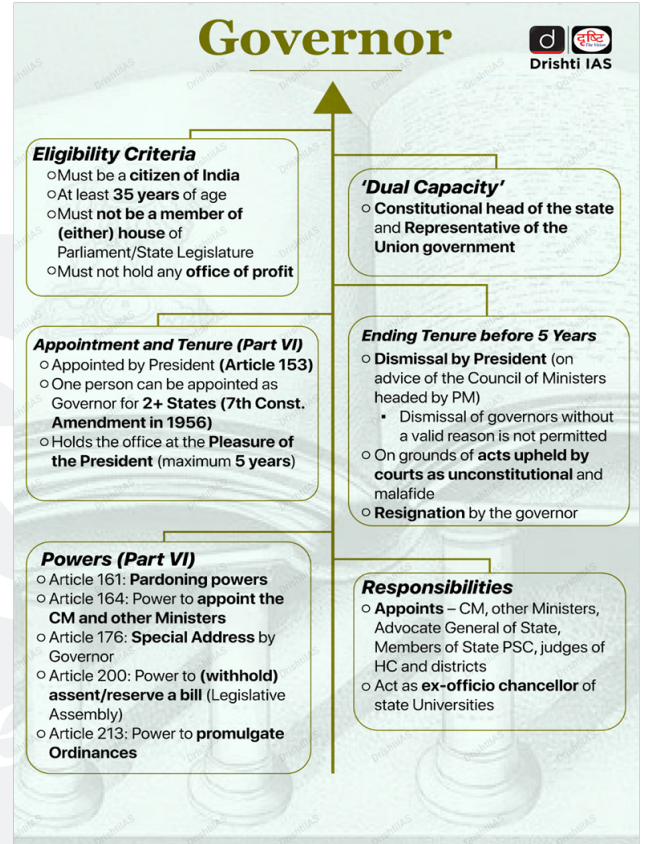 Governor
दृष्टि
The Vision
Drishti IAS
Eligibility Criteria
Must be a citizen of India
At least 35 years of age
Must not be a member of
(either) house of
Parliament/State Legislature
Must not hold any office of profit
‘Dual Capacity’
Constitutional head of the state
and Representative of the
Union government
Appointment and Tenure (Part VI)
Appointed by President (Article 153)
One person can be appointed as
Governor for 2+ States (7th Const.
Amendment in 1956)
Holds the office at the Pleasure of
the President (maximum 5 years)
Ending Tenure before 5 Years
Dismissal by President (on
advice of the Council of Ministers
headed by PM)
Dismissal of governors without
a valid reason is not permitted
On grounds of acts upheld by
courts as unconstitutional and
malafide
Resignation by the governor
Powers (Part VI)
Article 161: Pardoning powers
Article 164: Power to appoint the
CM and other Ministers
Article 176: Special Address by
Governor
Article 200: Power to (withhold)
assent/reserve a bill (Legislative
Assembly)
Article 213: Power to promulgate
Ordinances
Responsibilities
Appoints – CM, other Ministers,
Advocate General of State,
Members of State PSC, judges of
HC and districts
Act as ex-officio chancellor of
state Universities